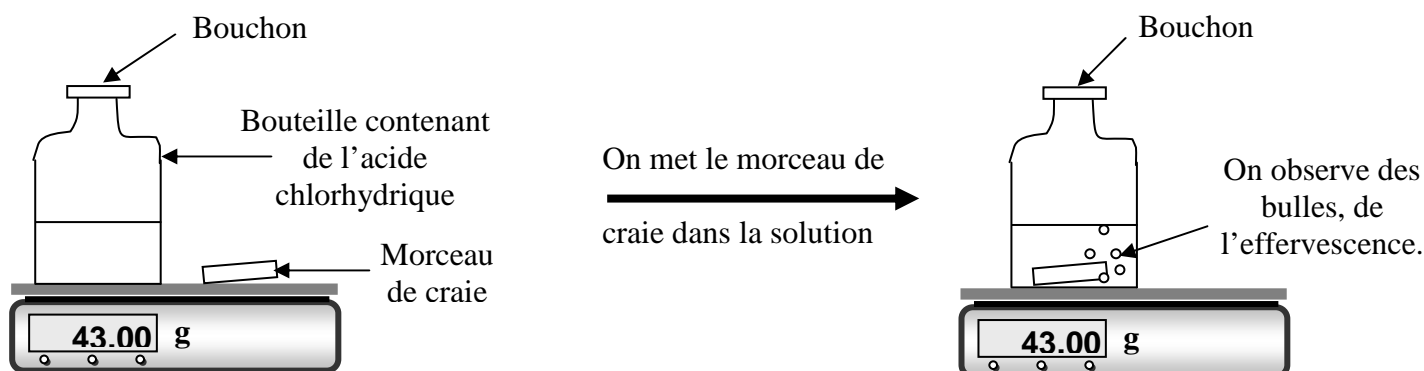 Bouchon
Bouteille contenant
de l’acide
chlorhydrique
Morceau
de craie
43.00 g
On met le morceau de
craie dans la solution
Bouchon
On observe des
bulles, de
l’effervescence.
43.00 g